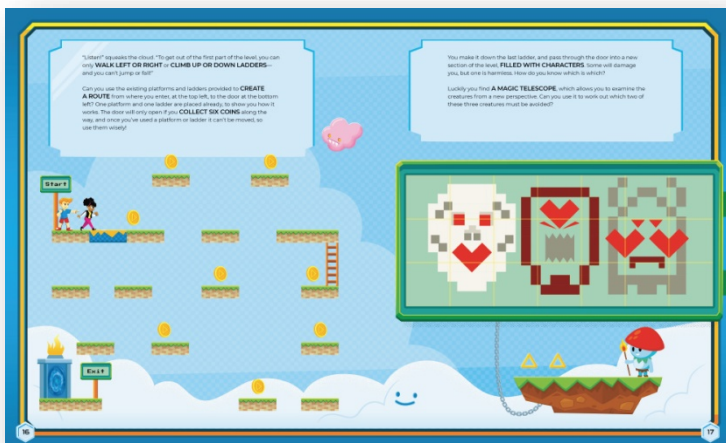 "Listen!" squeaks the cloud. "To get out of the first part of the level, you can
only WALK LEFT OR RIGHT or CLIMB UP OR DOWN LADDERS—
and you can't jump or fall!"
Can you use the existing platforms and ladders provided to CREATE
A ROUTE from where you enter, at the top left, to the door at the bottom
left? One platform and one ladder are placed already, to show you how it
works. The door will only open if you COLLECT SIX COINS along the
way, and once you've used a platform or ladder it can't be moved, so
use them wisely!
Start
Exit
16
You make it down the last ladder, and pass through the door into a new
section of the level, FILLED WITH CHARACTERS. Some will damage
you, but one is harmless. How do you know which is which?
Luckily you find A MAGIC TELESCOPE, which allows you to examine the
creatures from a new perspective. Can you use it to work out which two of
these three creatures must be avoided?
17